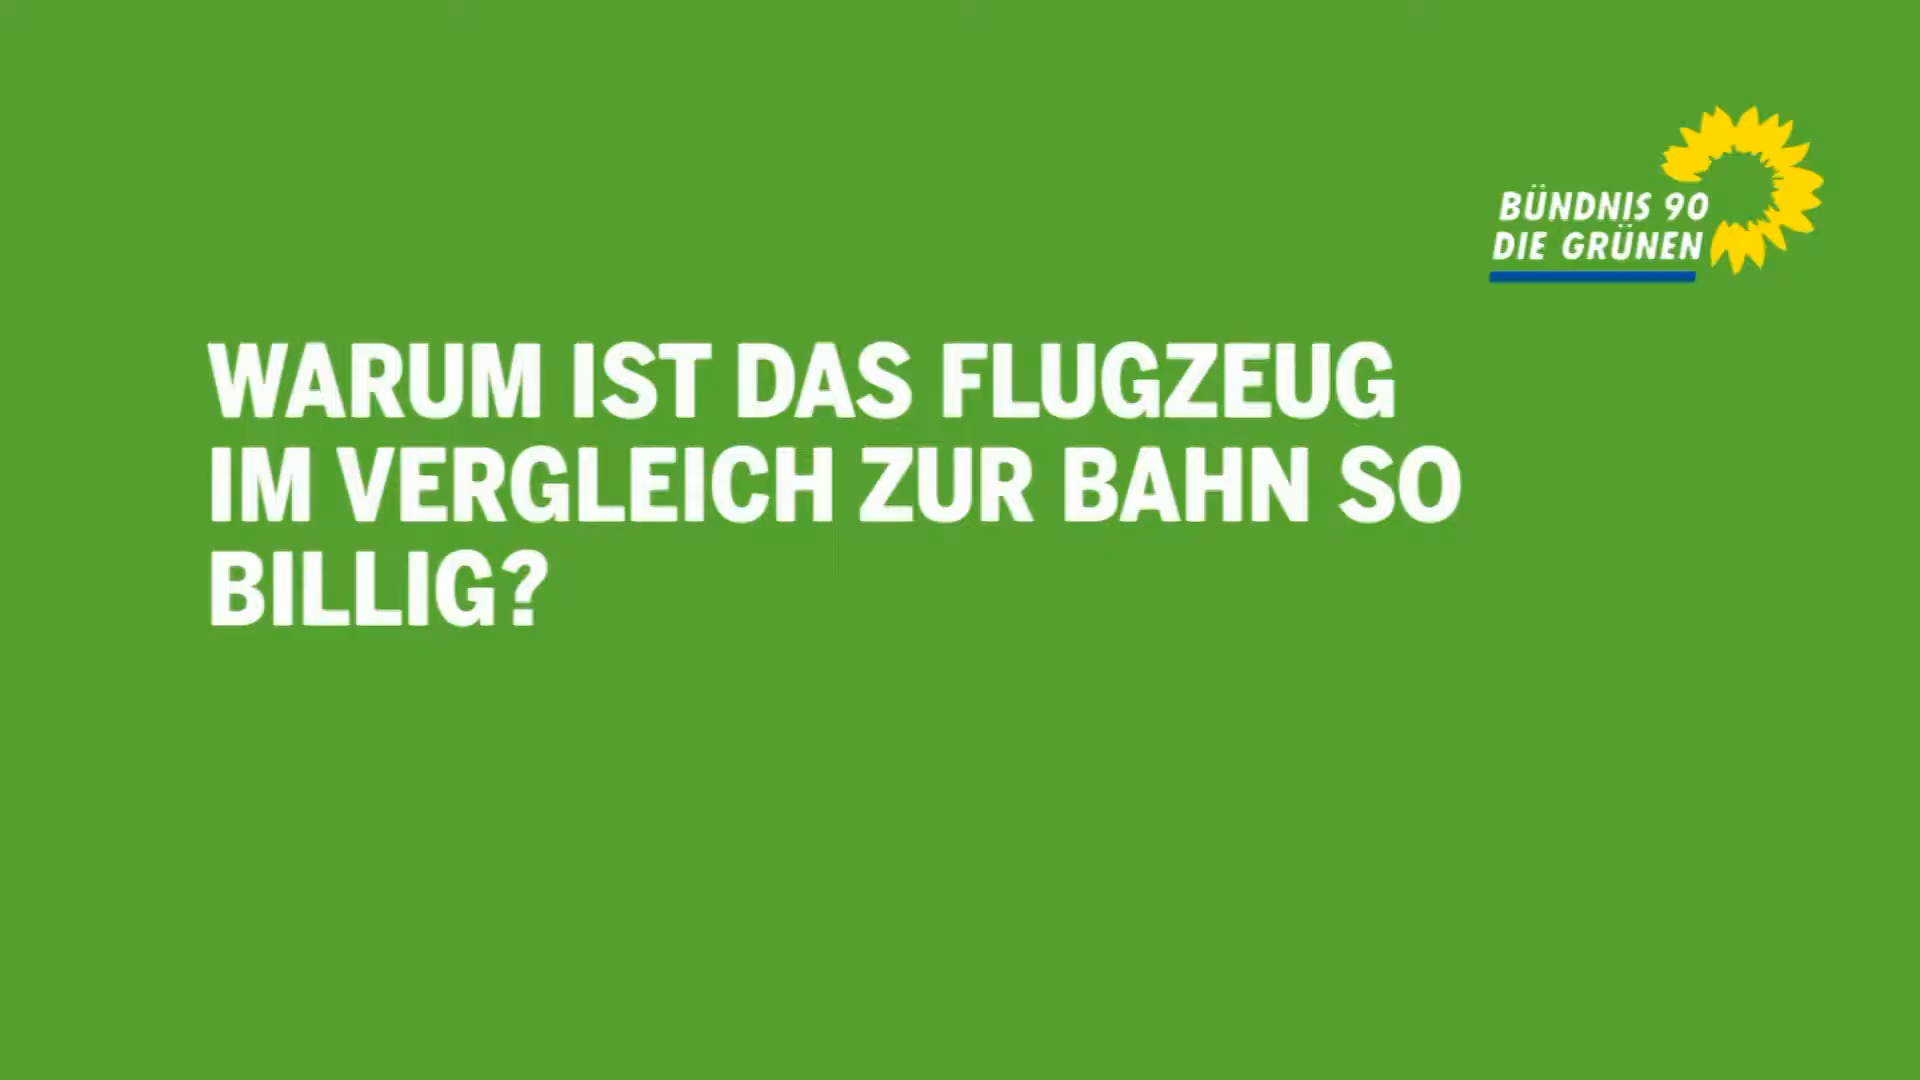 BÜNDNIS 90
DIE GRÜNEN
WARUM IST DAS FLUGZEUG
IM VERGLEICH ZUR BAHN SO
BILLIG?